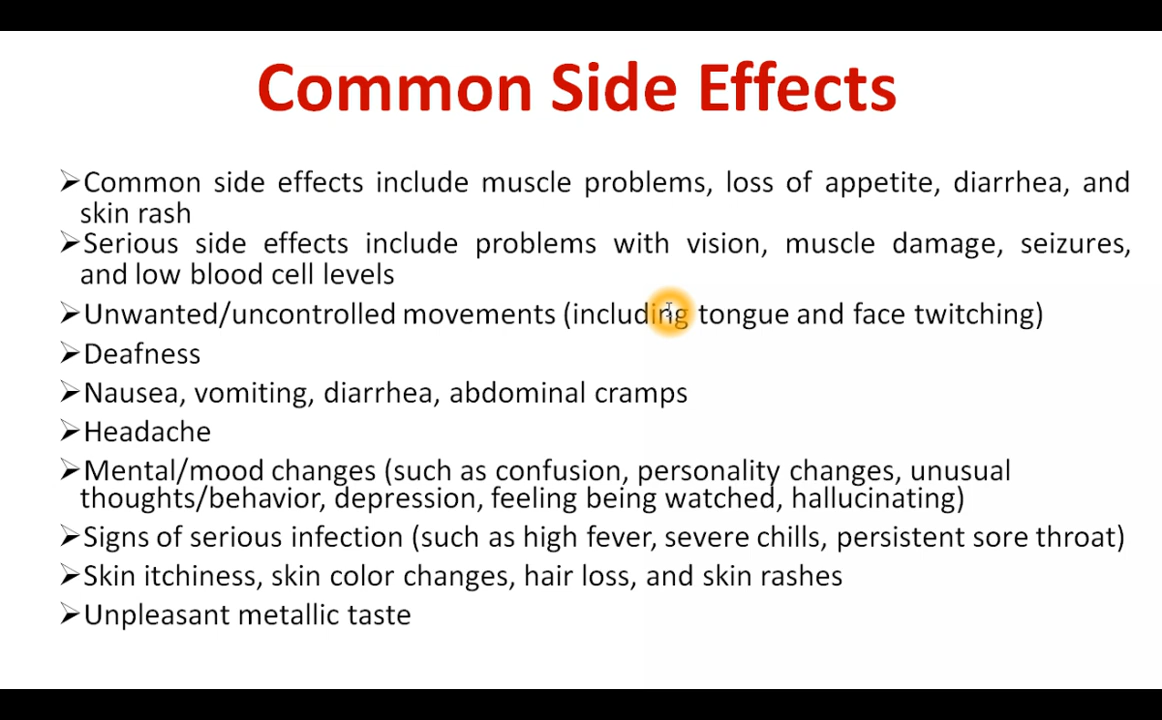 Common Side Effects
➢Common side effects include muscle problems, loss of appetite, diarrhea, and
skin rash
➢Serious side effects include problems with vision, muscle damage, seizures,
and low blood cell levels
➢Unwanted/uncontrolled movements (including tongue and face twitching)
➢Deafness
➢Nausea, vomiting, diarrhea, abdominal cramps
➢Headache
➢Mental/mood changes (such as confusion, personality changes, unusual
thoughts/behavior, depression, feeling being watched, hallucinating)
➢Signs of serious infection (such as high fever, severe chills, persistent sore throat)
➢Skin itchiness, skin color changes, hair loss, and skin rashes
➢Unpleasant metallic taste